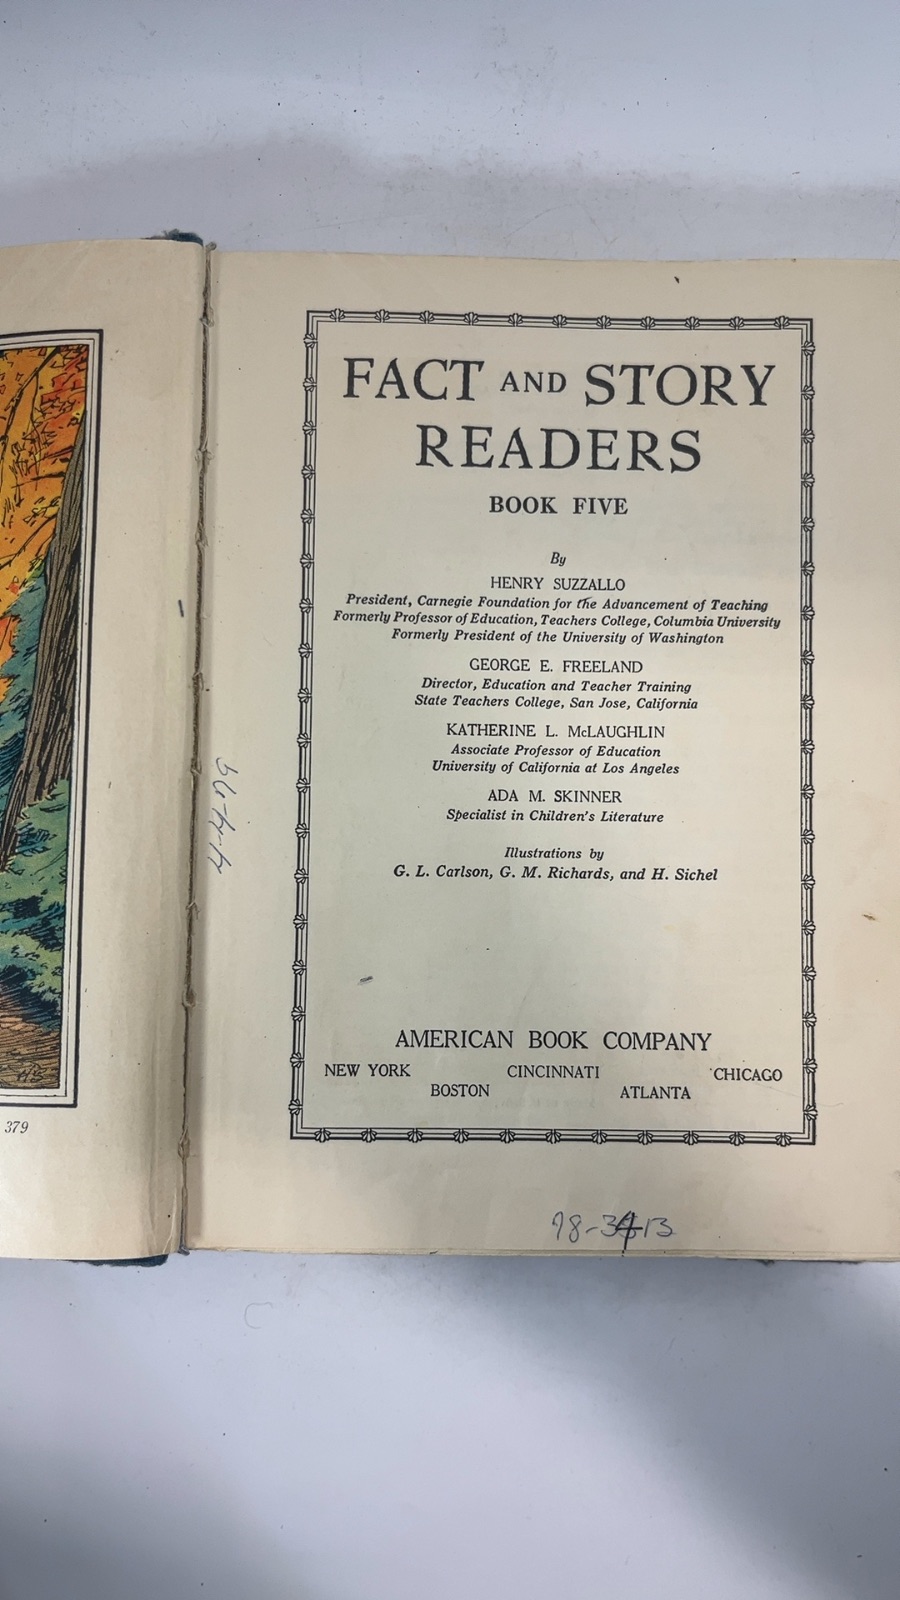 FACT AND STORY
READERS
BOOK FIVE
By
HENRY SUZZALLO
President, Carnegie Foundation for the Advancement of Teaching
Formerly Professor of Education, Teachers College, Columbia University
Formerly President of the University of Washington
GEORGE E. FREELAND
Director, Education and Teacher Training
State Teachers College, San Jose, California
KATHERINE L. McLAUGHLIN
Associate Professor of Education
University of California at Los Angeles
ADA M. SKINNER
Specialist in Children's Literature
Illustrations by
G. L. Carlson, G. M. Richards, and H. Sichel
AMERICAN BOOK COMPANY
NEW YORK CINCINNATI CHICAGO
BOSTON ATLANTA
379